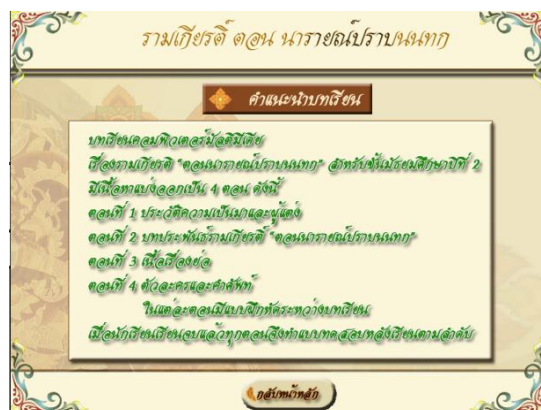 รามเกียรติ์ ตอน นารายณ์ปราบนนทก
คำแนะนำบทเรียน
บทเรียนคอมพิวเตอร์มัลติมีเดีย
เรื่องรามเกียรติ์ "ตอนนารายณ์ปราบนนทก" สำหรับชั้นมัธยมศึกษาปีที่ 2
มีเนื้อหาแบ่งออกเป็น 4 ตอน ดังนี้
ตอนที่ 1 ประวัติความเป็นมาและผู้แต่ง
ตอนที่ 2 บทประพันธ์รามเกียรติ์ "ตอนนารายณ์ปราบนนทก"
ตอนที่ 3 เนื้อเรื่องย่อ
ตอนที่ 4 ตัวละครและคำศัพท์
ในแต่ละตอนมีแบบฝึกหัดระหว่างบทเรียน
เมื่อนักเรียนเรียนจบแล้วทุกตอนจึงทำแบบทดสอบหลังเรียนตามลำดับ
กลับหน้าหลัก